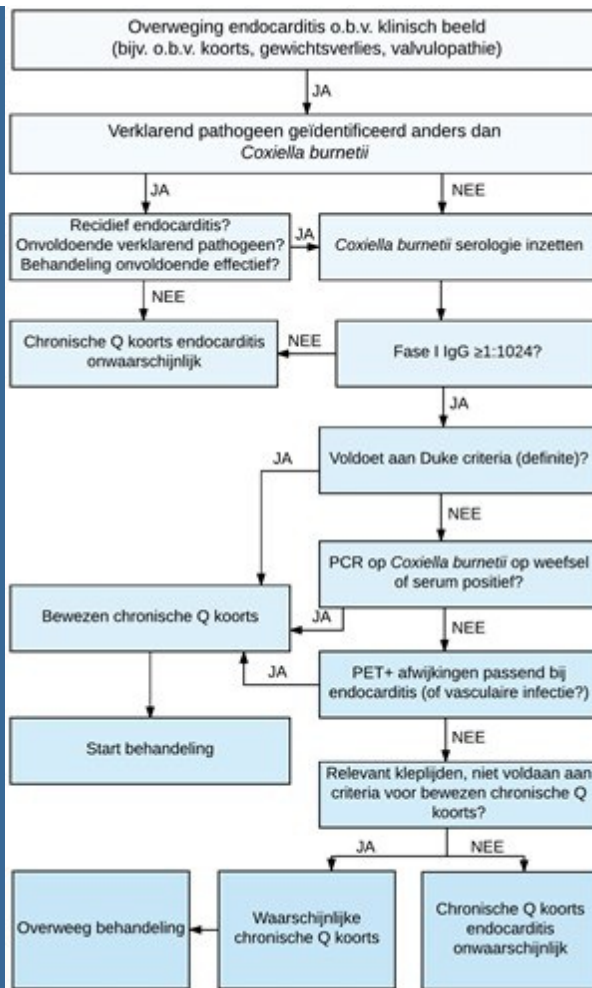 Overweging endocarditis o.b.v. klinisch beeld
(bijv. o.b.v. koorts, gewichtsverlies, valvulopathie)
JA
Verklarend pathogeen geïdentificeerd anders dan
Coxiella burnetii
JA
NEE
Recidief endocarditis?
Onvoldoende verklarend pathogeen?
Behandeling onvoldoende effectief?
JA
Coxiella burnetii serologie inzetten
NEE
Chronische Q koorts endocarditis
onwaarschijnlijk
NEE
Fase I IgG ≥1:1024?
JA
Voldoet aan Duke criteria (definite)?
JA
NEE
PCR op Coxiella burnetii op weefsel
of serum positief?
Bewezen chronische Q koorts
JA
NEE
PET+ afwijkingen passend bij
endocarditis (of vasculaire infectie?)
JA
Start behandeling
NEE
Relevant kleplijden, niet voldaan aan
criteria voor bewezen chronische Q
koorts?
JA
NEE
Overweeg behandeling
Waarschijnlijke
chronische Q koorts
Chronische Q koorts
endocarditis
onwaarschijnlijk